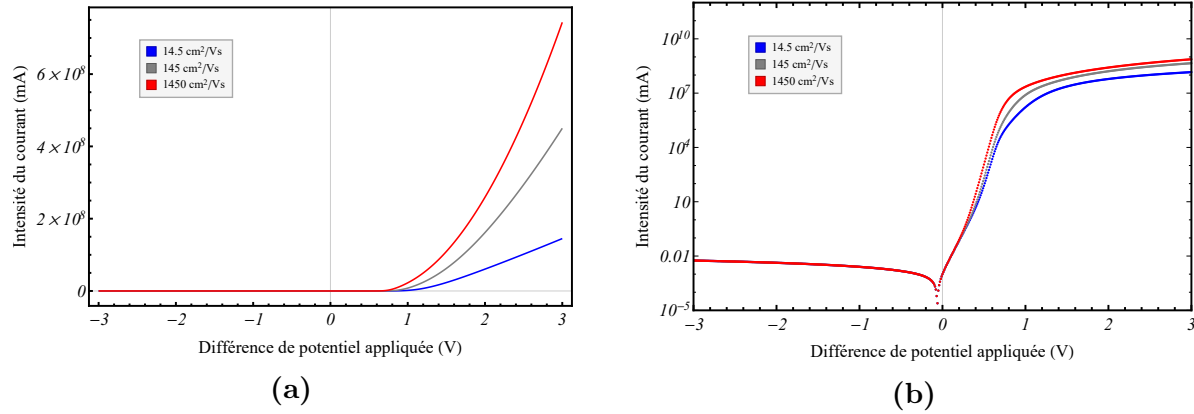 14.5 cm²/Vs
145 cm²/Vs
1450 cm²/Vs
Intensité du courant (mA)
6×10⁸
4×10⁸
2×10⁸
0
−3 −2 −1 0 1 2 3
Différence de potentiel appliquée (V)
(a)
14.5 cm²/Vs
145 cm²/Vs
1450 cm²/Vs
Intensité du courant (mA)
10¹⁰
10⁷
10⁴
10
0.01
10⁻⁵
−3 −2 −1 0 1 2 3
Différence de potentiel appliquée (V)
(b)